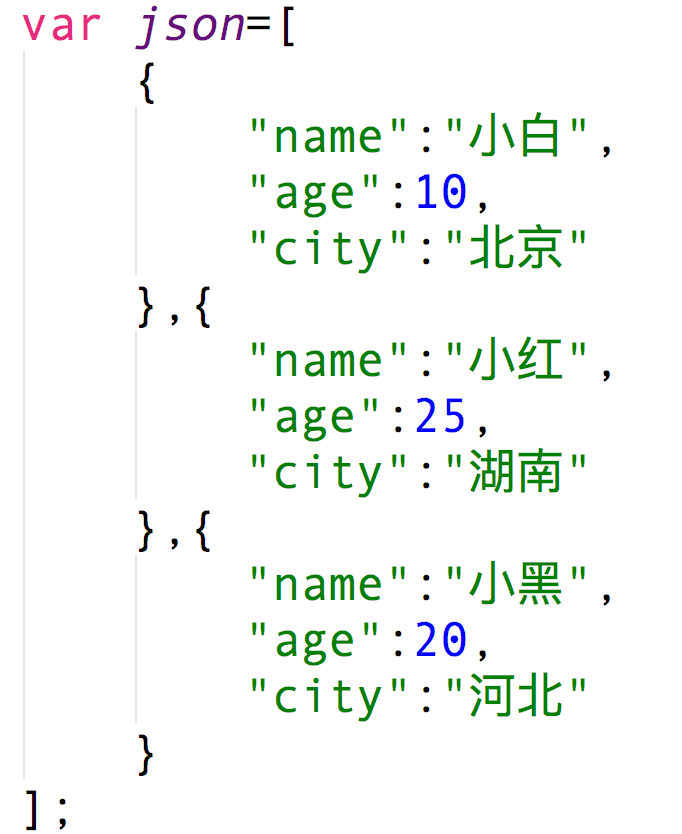 var json=[
{
"name":"小白",
"age":10,
"city":"北京"
},{
"name":"小红",
"age":25,
"city":"湖南"
},{
"name":"小黑",
"age":20,
"city":"河北"
}
];